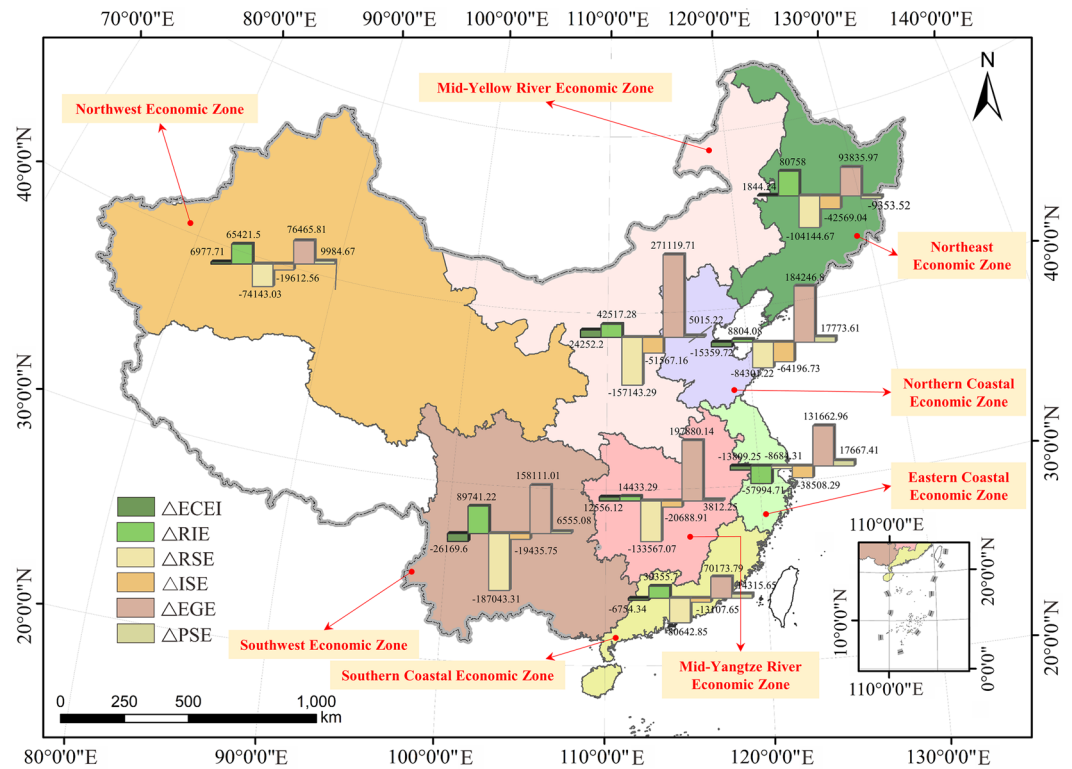 70°0'0"E 80°0'0"E 90°0'0"E 100°0'0"E 110°0'0"E 120°0'0"E 130°0'0"E 140°0'0"E
N
Mid-Yellow River Economic Zone
Northwest Economic Zone
40°0'0"N
40°0'0"N
80758
93835.97
1844.24
-9353.52
-42569.04
-104144.67
Northeast
Economic Zone
65421.5
76465.81
6977.71
9984.67
-19612.56
-74143.03
271119.71
42517.28
5015.22
24252.2
-51567.16
-157143.29
184246.8
8804.08
17773.61
-15359.72
-64196.73
Northern Coastal
Economic Zone
30°0'0"N
30°0'0"N
131662.96
-13899.25
-8684.31
17667.41
-38508.29
-57994.71
Eastern Coastal
Economic Zone
197880.14
14433.29
12556.12
3812.25
-20688.91
-133567.07
158111.01
89741.22
6555.08
-26169.6
-19435.75
-187043.31
△ECEI
△RIE
△RSE
△ISE
△EGE
△PSE
70173.79
-6754.34
-13107.65
110°0'0"E
20°0'0"N
10°0'0"N
0°0'0"
110°0'0"E
20°0'0"N
20°0'0"N
Southwest Economic Zone
Southern Coastal Economic Zone
Mid-Yangtze River
Economic Zone
0 250 500 1,000
km
80°0'0"E 90°0'0"E 100°0'0"E 110°0'0"E 120°0'0"E 130°0'0"E